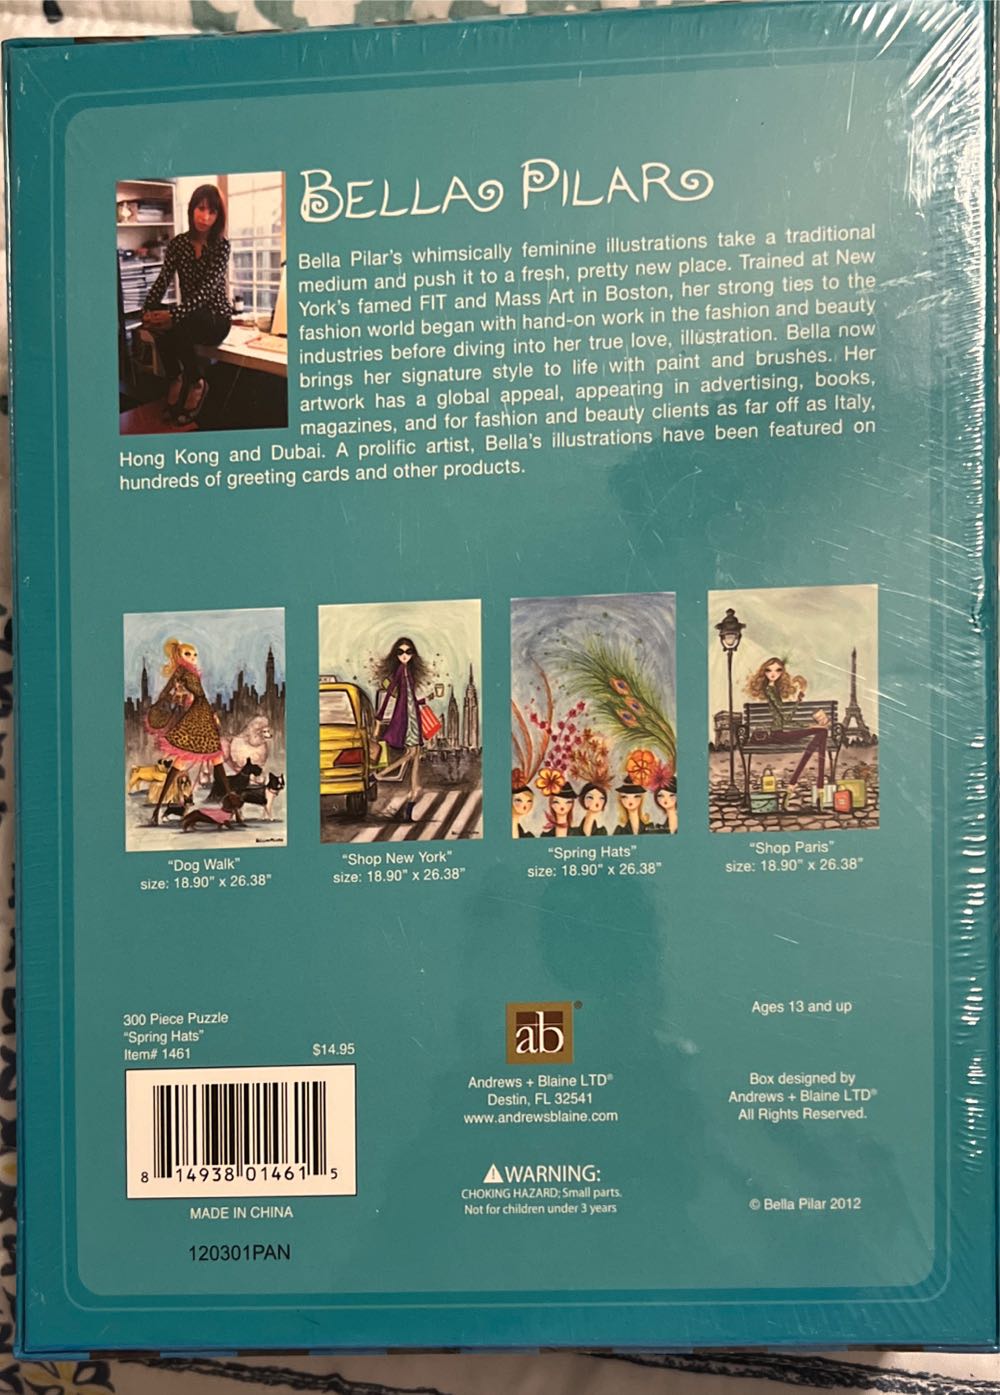 BELLA PILAR
Bella Pilar's whimsically feminine illustrations take a traditional
medium and push it to a fresh, pretty new place. Trained at New
York's famed FIT and Mass Art in Boston, her strong ties to the
fashion world began with hand-on work in the fashion and beauty
industries before diving into her true love, illustration. Bella now
brings her signature style to life with paint and brushes. Her
artwork has a global appeal, appearing in advertising, books,
magazines, and for fashion and beauty clients as far off as Italy,
Hong Kong and Dubai. A prolific artist, Bella's illustrations have been featured on
hundreds of greeting cards and other products.
"Dog Walk"
size: 18.90" x 26.38"
"Shop New York"
size: 18.90" x 26.38"
"Spring Hats"
size: 18.90" x 26.38"
"Shop Paris"
size: 18.90" x 26.38"
300 Piece Puzzle
"Spring Hats"
Item# 1461
$14.95
8 14938 01461 5
MADE IN CHINA
120301PAN
ab®
Andrews + Blaine LTD®
Destin, FL 32541
www.andrewsblaine.com
⚠WARNING:
CHOKING HAZARD; Small parts.
Not for children under 3 years
Ages 13 and up
Box designed by
Andrews + Blaine LTD®
All Rights Reserved.
© Bella Pilar 2012